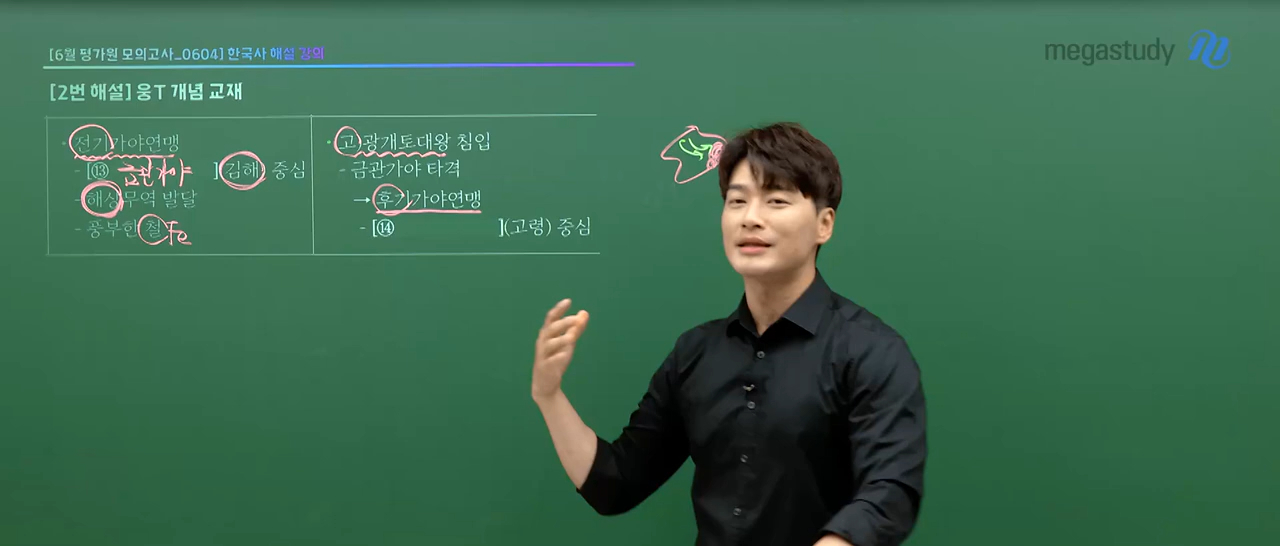 [6월 평가원 모의고사_0604] 한국사 해설 강의
megastudy
[2번 해설] 웅T 개념 교재
· 전기가야연맹
- [⑬ 금관가야 ] 김해 중심
- 해상무역 발달
- 풍부한 철 Fe
· 고 광개토대왕 침입
- 금관가야 타격
→ 후기가야연맹
- [⑭ ](고령) 중심